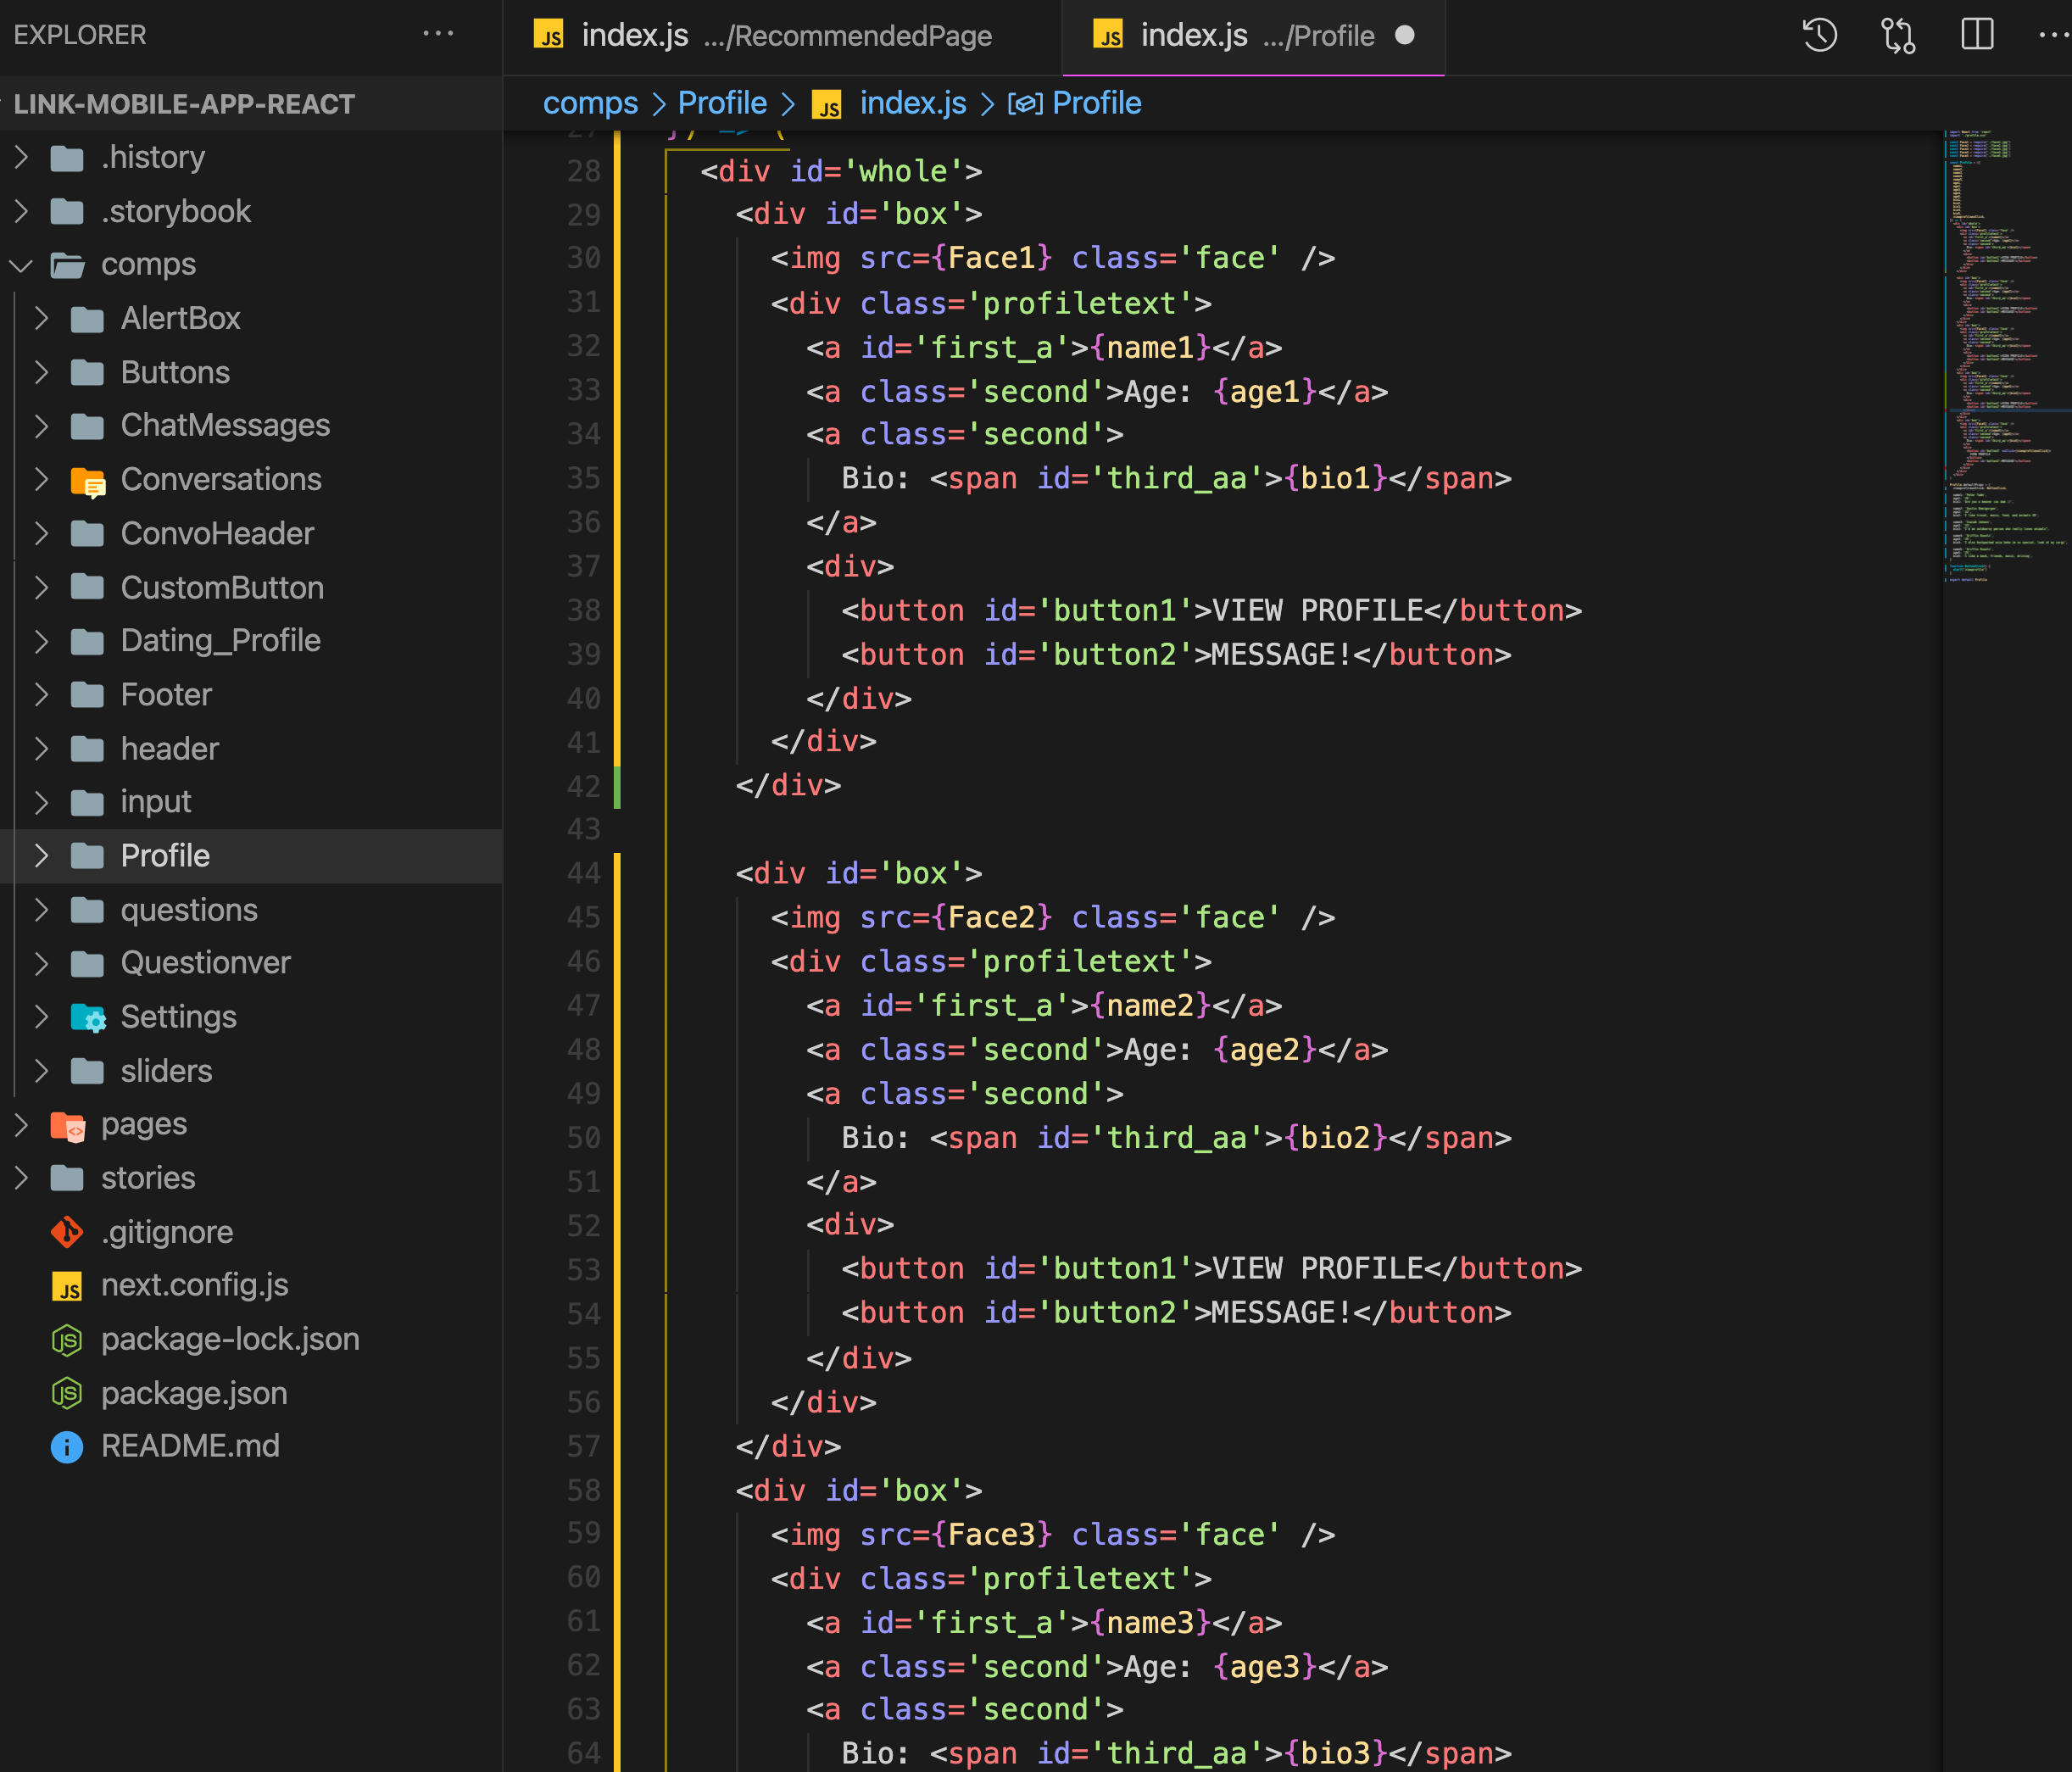 EXPLORER
LINK-MOBILE-APP-REACT
.history
.storybook
comps
AlertBox
Buttons
ChatMessages
Conversations
ConvoHeader
CustomButton
Dating_Profile
Footer
header
input
Profile
questions
Questionver
Settings
sliders
pages
stories
.gitignore
next.config.js
package-lock.json
package.json
README.md
JS index.js .../RecommendedPage
JS index.js .../Profile
comps > Profile > JS index.js > Profile
27 }) => (
28 <div id='whole'>
29 <div id='box'>
30 <img src={Face1} class='face' />
31 <div class='profiletext'>
32 <a id='first_a'>{name1}</a>
33 <a class='second'>Age: {age1}</a>
34 <a class='second'>
35 Bio: <span id='third_aa'>{bio1}</span>
36 </a>
37 <div>
38 <button id='button1'>VIEW PROFILE</button>
39 <button id='button2'>MESSAGE!</button>
40 </div>
41 </div>
42 </div>
43
44 <div id='box'>
45 <img src={Face2} class='face' />
46 <div class='profiletext'>
47 <a id='first_a'>{name2}</a>
48 <a class='second'>Age: {age2}</a>
49 <a class='second'>
50 Bio: <span id='third_aa'>{bio2}</span>
51 </a>
52 <div>
53 <button id='button1'>VIEW PROFILE</button>
54 <button id='button2'>MESSAGE!</button>
55 </div>
56 </div>
57 </div>
58 <div id='box'>
59 <img src={Face3} class='face' />
60 <div class='profiletext'>
61 <a id='first_a'>{name3}</a>
62 <a class='second'>Age: {age3}</a>
63 <a class='second'>
64 Bio: <span id='third_aa'>{bio3}</span>